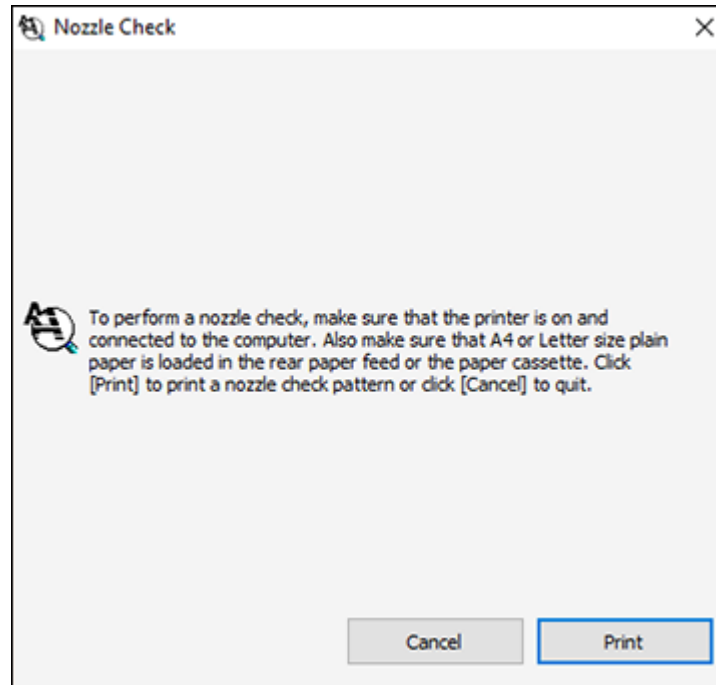 Nozzle Check
To perform a nozzle check, make sure that the printer is on and
connected to the computer. Also make sure that A4 or Letter size plain
paper is loaded in the rear paper feed or the paper cassette. Click
[Print] to print a nozzle check pattern or click [Cancel] to quit.
Cancel
Print